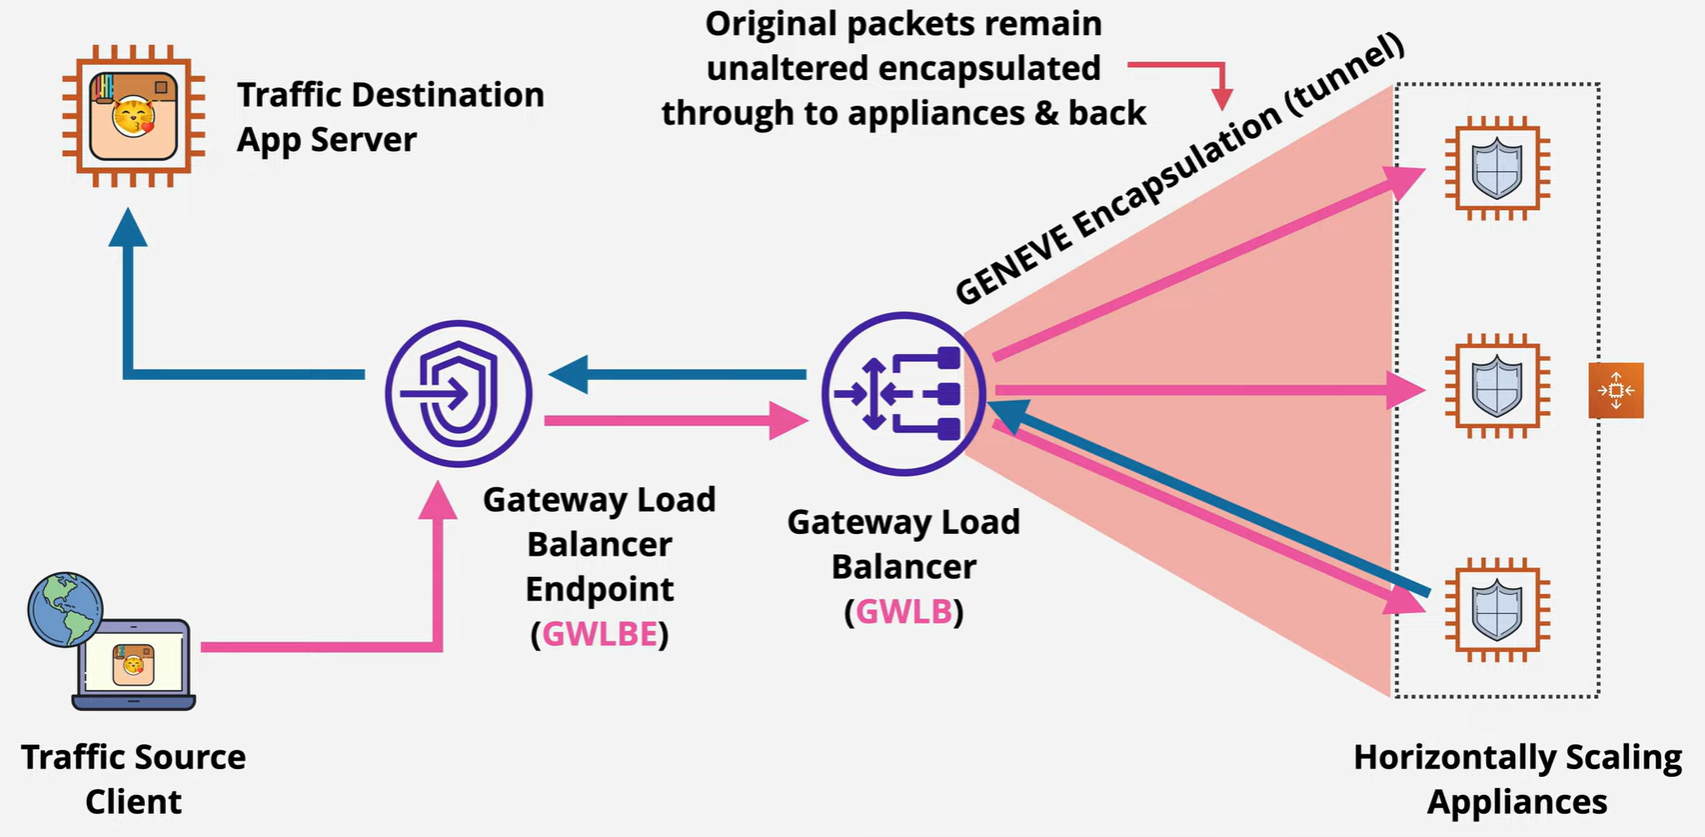 Original packets remain
unaltered encapsulated
through to appliances & back
Traffic Destination
App Server
GENEVE Encapsulation (tunnel)
Gateway Load
Balancer
Endpoint
(GWLBE)
Gateway Load
Balancer
(GWLB)
Traffic Source
Client
Horizontally Scaling
Appliances